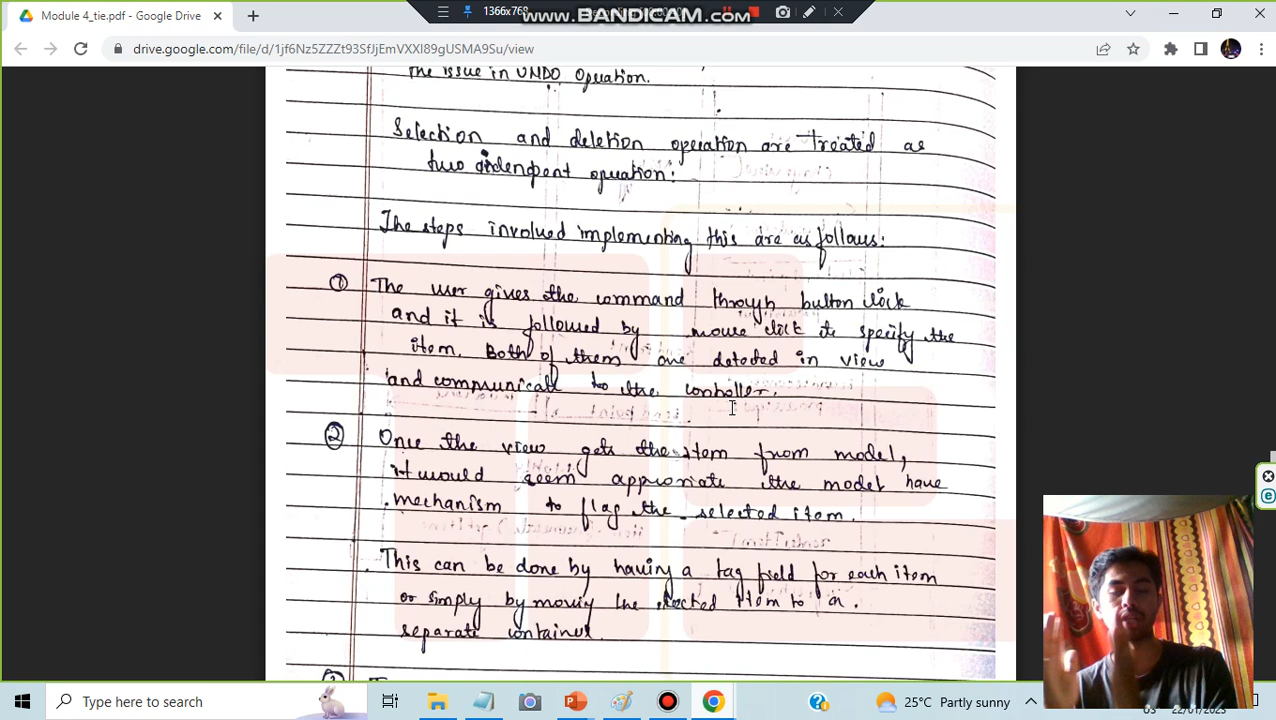 Module 4_tie.pdf - Google Drive
1366x768
www.BANDICAM.com
drive.google.com/file/d/1jf6Nz5ZZZt93SfJjEmVXXI89gUSMA9Su/view
The issue in UNDO operation.
Selection and deletion operation are treated as
two operation:
The steps involved implementing this are as follows:
① The user gives the command through button click
and it is followed by mouse click to specify the
item. Both of them are detected in view
and communicate to the controller.
② Once the view gets the item from model,
it would seem the model have
mechanism to flag the selected item.
This can be done by having a tag field for each item
or simply by moving the item to a.
separate container.
Type here to search
25°C Partly sunny
22/01/2023